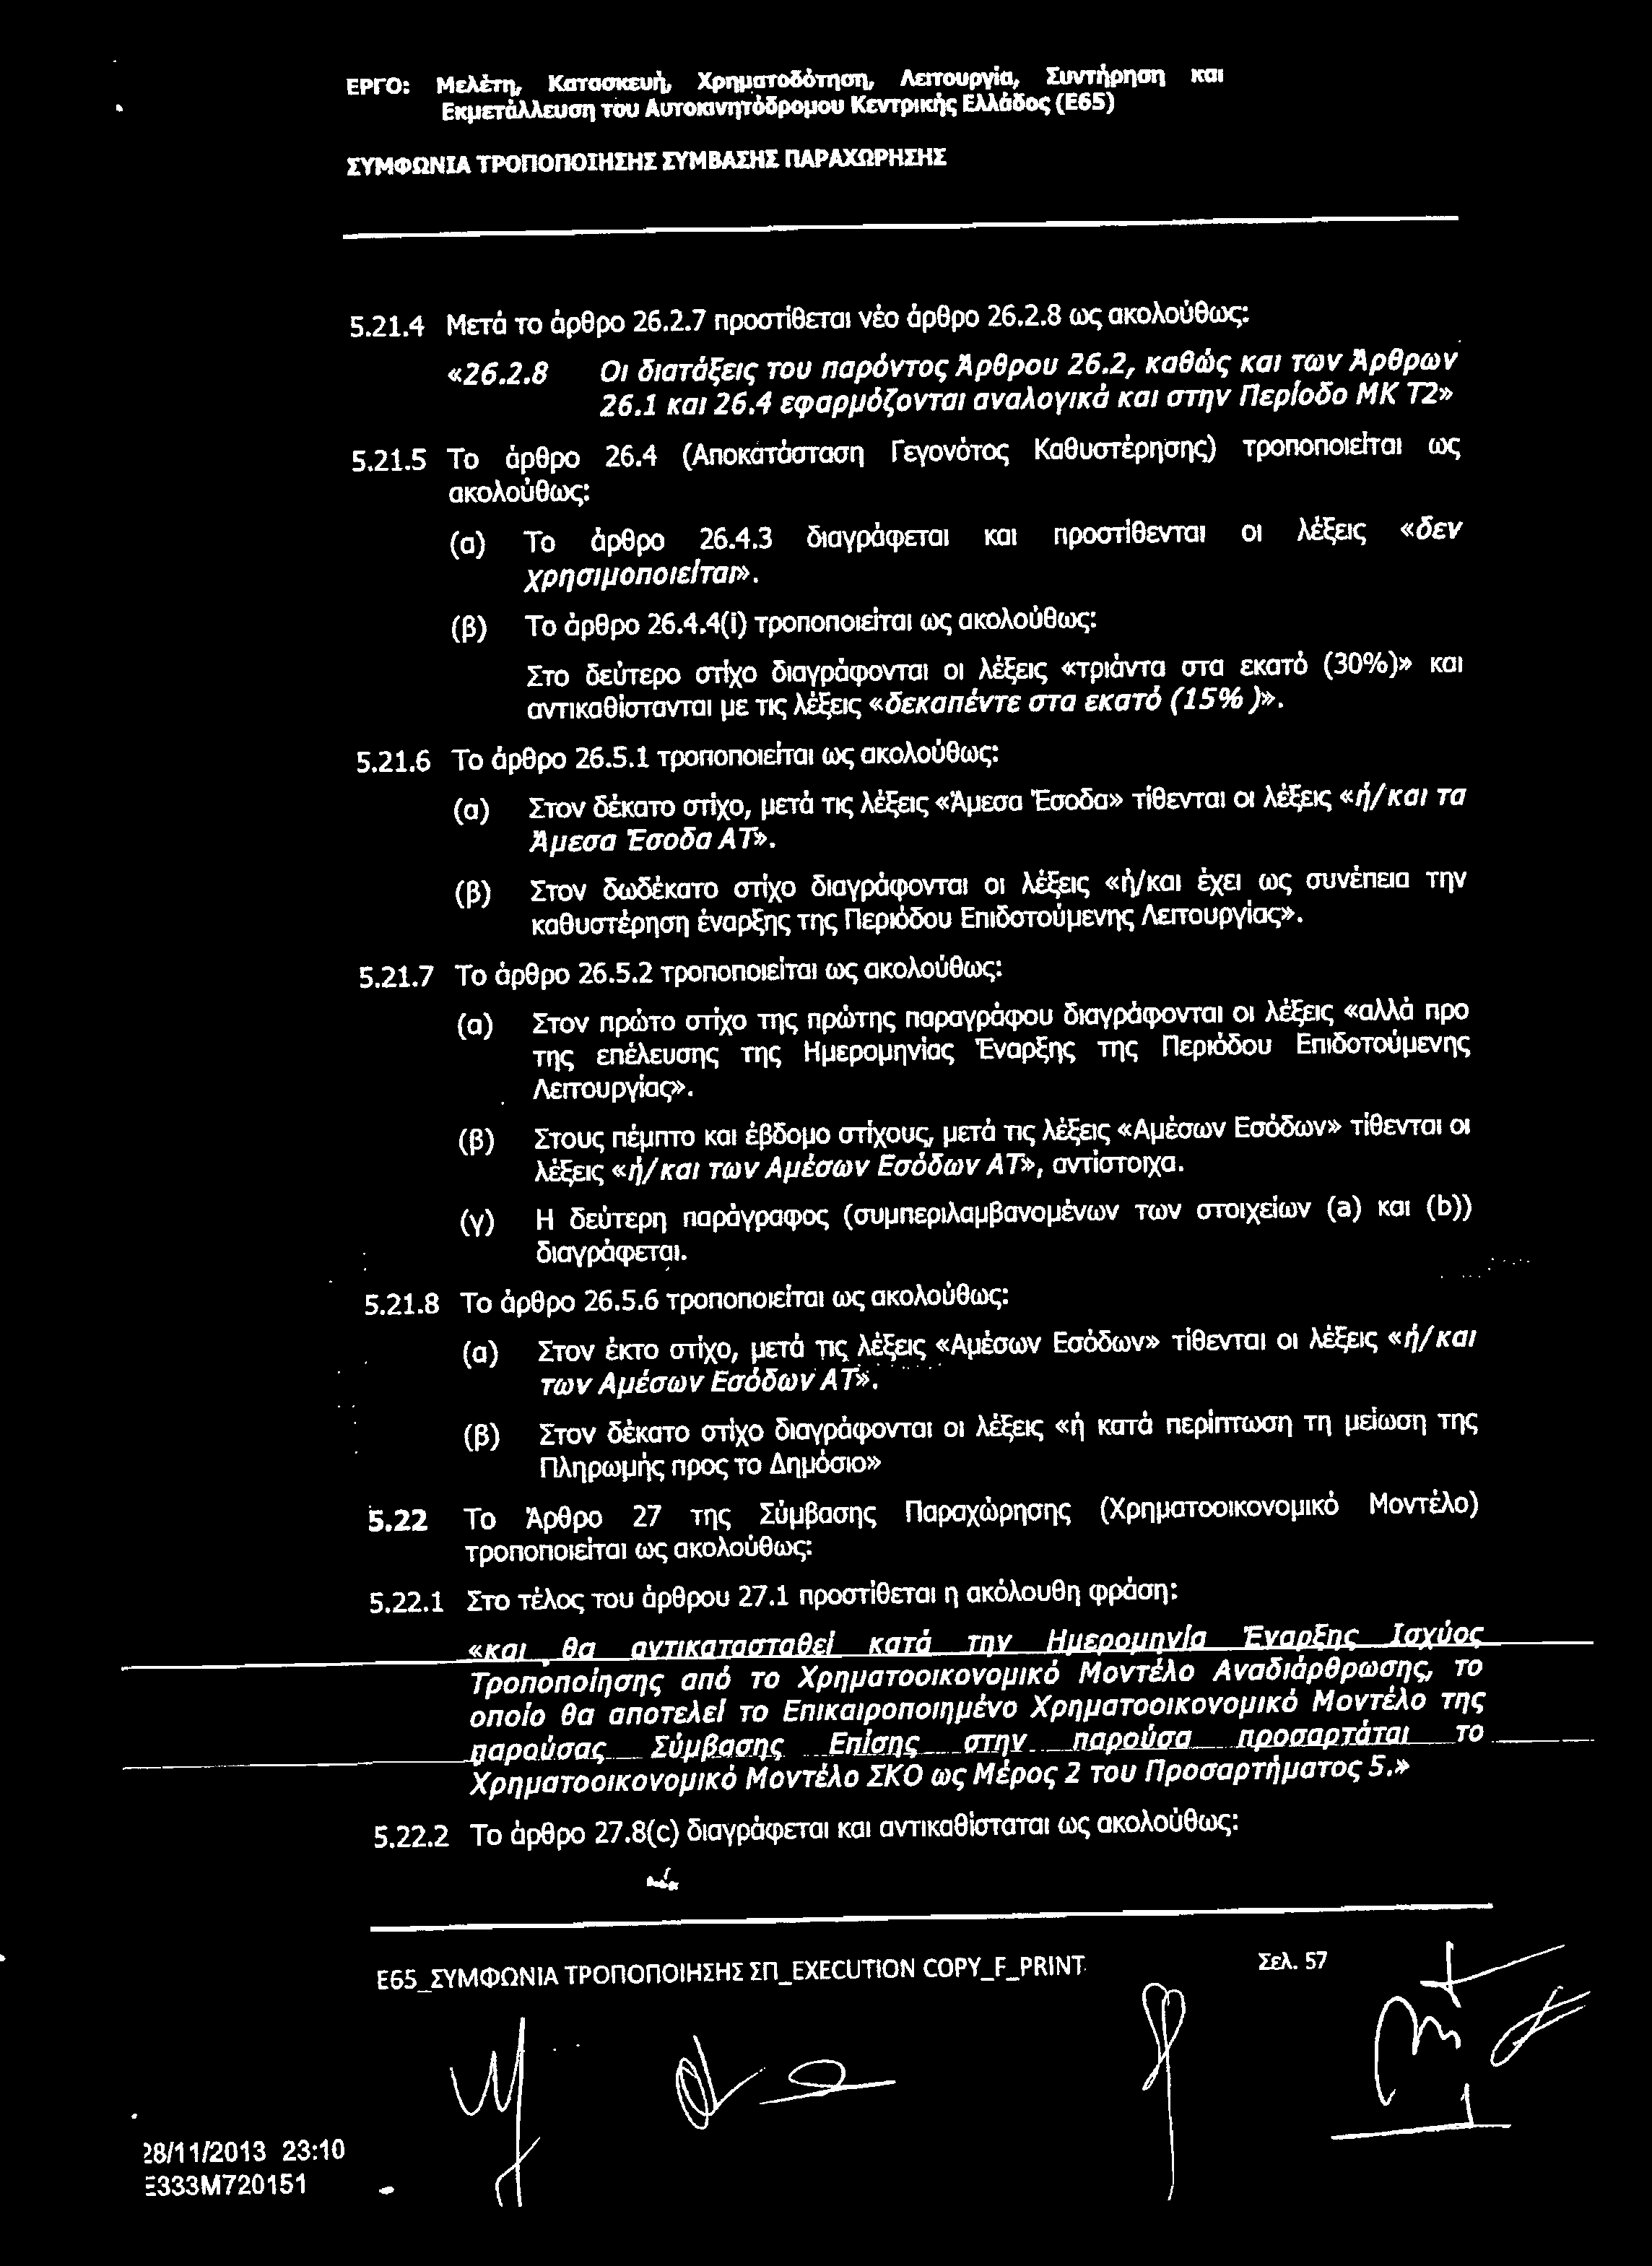 ΕΡΓΟ: Μελέτη, Κατασκευή, Χρηματοδότηση, Λειτουργία, Συντήρηση και
Εκμετάλλευση του Αυτοκινητόδρομου Κεντρικής Ελλάδος (Ε65)
ΣΥΜΦΩΝΙΑ ΤΡΟΠΟΠΟΙΗΣΗΣ ΣΥΜΒΑΣΗΣ ΠΑΡΑΧΩΡΗΣΗΣ
5.21.4 Μετά το άρθρο 26.2.7 προστίθεται νέο άρθρο 26.2.8 ως ακολούθως:
«26.2.8 Οι διατάξεις του παρόντος Άρθρου 26.2, καθώς και των Άρθρων
26.1 και 26.4 εφαρμόζονται αναλογικά και στην Περίοδο ΜΚ Τ2»
5.21.5 Το άρθρο 26.4 (Αποκατάσταση Γεγονότος Καθυστέρησης) τροποποιείται ως
ακολούθως:
(α) Το άρθρο 26.4.3 διαγράφεται και προστίθενται οι λέξεις «δεν
χρησιμοποιείται».
(β) Το άρθρο 26.4.4(i) τροποποιείται ως ακολούθως:
Στο δεύτερο στίχο διαγράφονται οι λέξεις «τριάντα στα εκατό (30%)» και
αντικαθίστανται με τις λέξεις «δεκαπέντε στα εκατό (15% )».
5.21.6 Το άρθρο 26.5.1 τροποποιείται ως ακολούθως:
(α) Στον δέκατο στίχο, μετά τις λέξεις «Άμεσα Έσοδα» τίθενται οι λέξεις «ή/και τα
Άμεσα Έσοδα ΑΤ».
(β) Στον δωδέκατο στίχο διαγράφονται οι λέξεις «ή/και έχει ως συνέπεια την
καθυστέρηση έναρξης της Περιόδου Επιδοτούμενης Λειτουργίας».
5.21.7 Το άρθρο 26.5.2 τροποποιείται ως ακολούθως:
(α) Στον πρώτο στίχο της πρώτης παραγράφου διαγράφονται οι λέξεις «αλλά προ
της επέλευσης της Ημερομηνίας Έναρξης της Περιόδου Επιδοτούμενης
Λειτουργίας».
(β) Στους πέμπτο και έβδομο στίχους, μετά τις λέξεις «Αμέσων Εσόδων» τίθενται οι
λέξεις «ή/και των Αμέσων Εσόδων ΑΤ», αντίστοιχα.
(γ) Η δεύτερη παράγραφος (συμπεριλαμβανομένων των στοιχείων (a) και (b))
διαγράφεται.
5.21.8 Το άρθρο 26.5.6 τροποποιείται ως ακολούθως:
(α) Στον έκτο στίχο, μετά τις λέξεις «Αμέσων Εσόδων» τίθενται οι λέξεις «ή/και
των Αμέσων Εσόδων ΑΤ».
(β) Στον δέκατο στίχο διαγράφονται οι λέξεις «ή κατά περίπτωση τη μείωση της
Πληρωμής προς το Δημόσιο»
5.22 Το Άρθρο 27 της Σύμβασης Παραχώρησης (Χρηματοοικονομικό Μοντέλο)
τροποποιείται ως ακολούθως:
5.22.1 Στο τέλος του άρθρου 27.1 προστίθεται η ακόλουθη φράση:
«και θα αντικατασταθεί κατά την Ημερομηνία Έναρξης Ισχύος
Τροποποίησης από το Χρηματοοικονομικό Μοντέλο Αναδιάρθρωσης, το
οποίο θα αποτελεί το Επικαιροποιημένο Χρηματοοικονομικό Μοντέλο της
παρούσας Σύμβασης Επίσης στην παρούσα προσαρτάται το
Χρηματοοικονομικό Μοντέλο ΣΚΟ ως Μέρος 2 του Προσαρτήματος 5.»
5.22.2 Το άρθρο 27.8(c) διαγράφεται και αντικαθίσταται ως ακολούθως:
Ε65_ΣΥΜΦΩΝΙΑ ΤΡΟΠΟΠΟΙΗΣΗΣ ΣΠ_EXECUTION COPY_F_PRINT Σελ. 57
28/11/2013 23:10
E333M720151